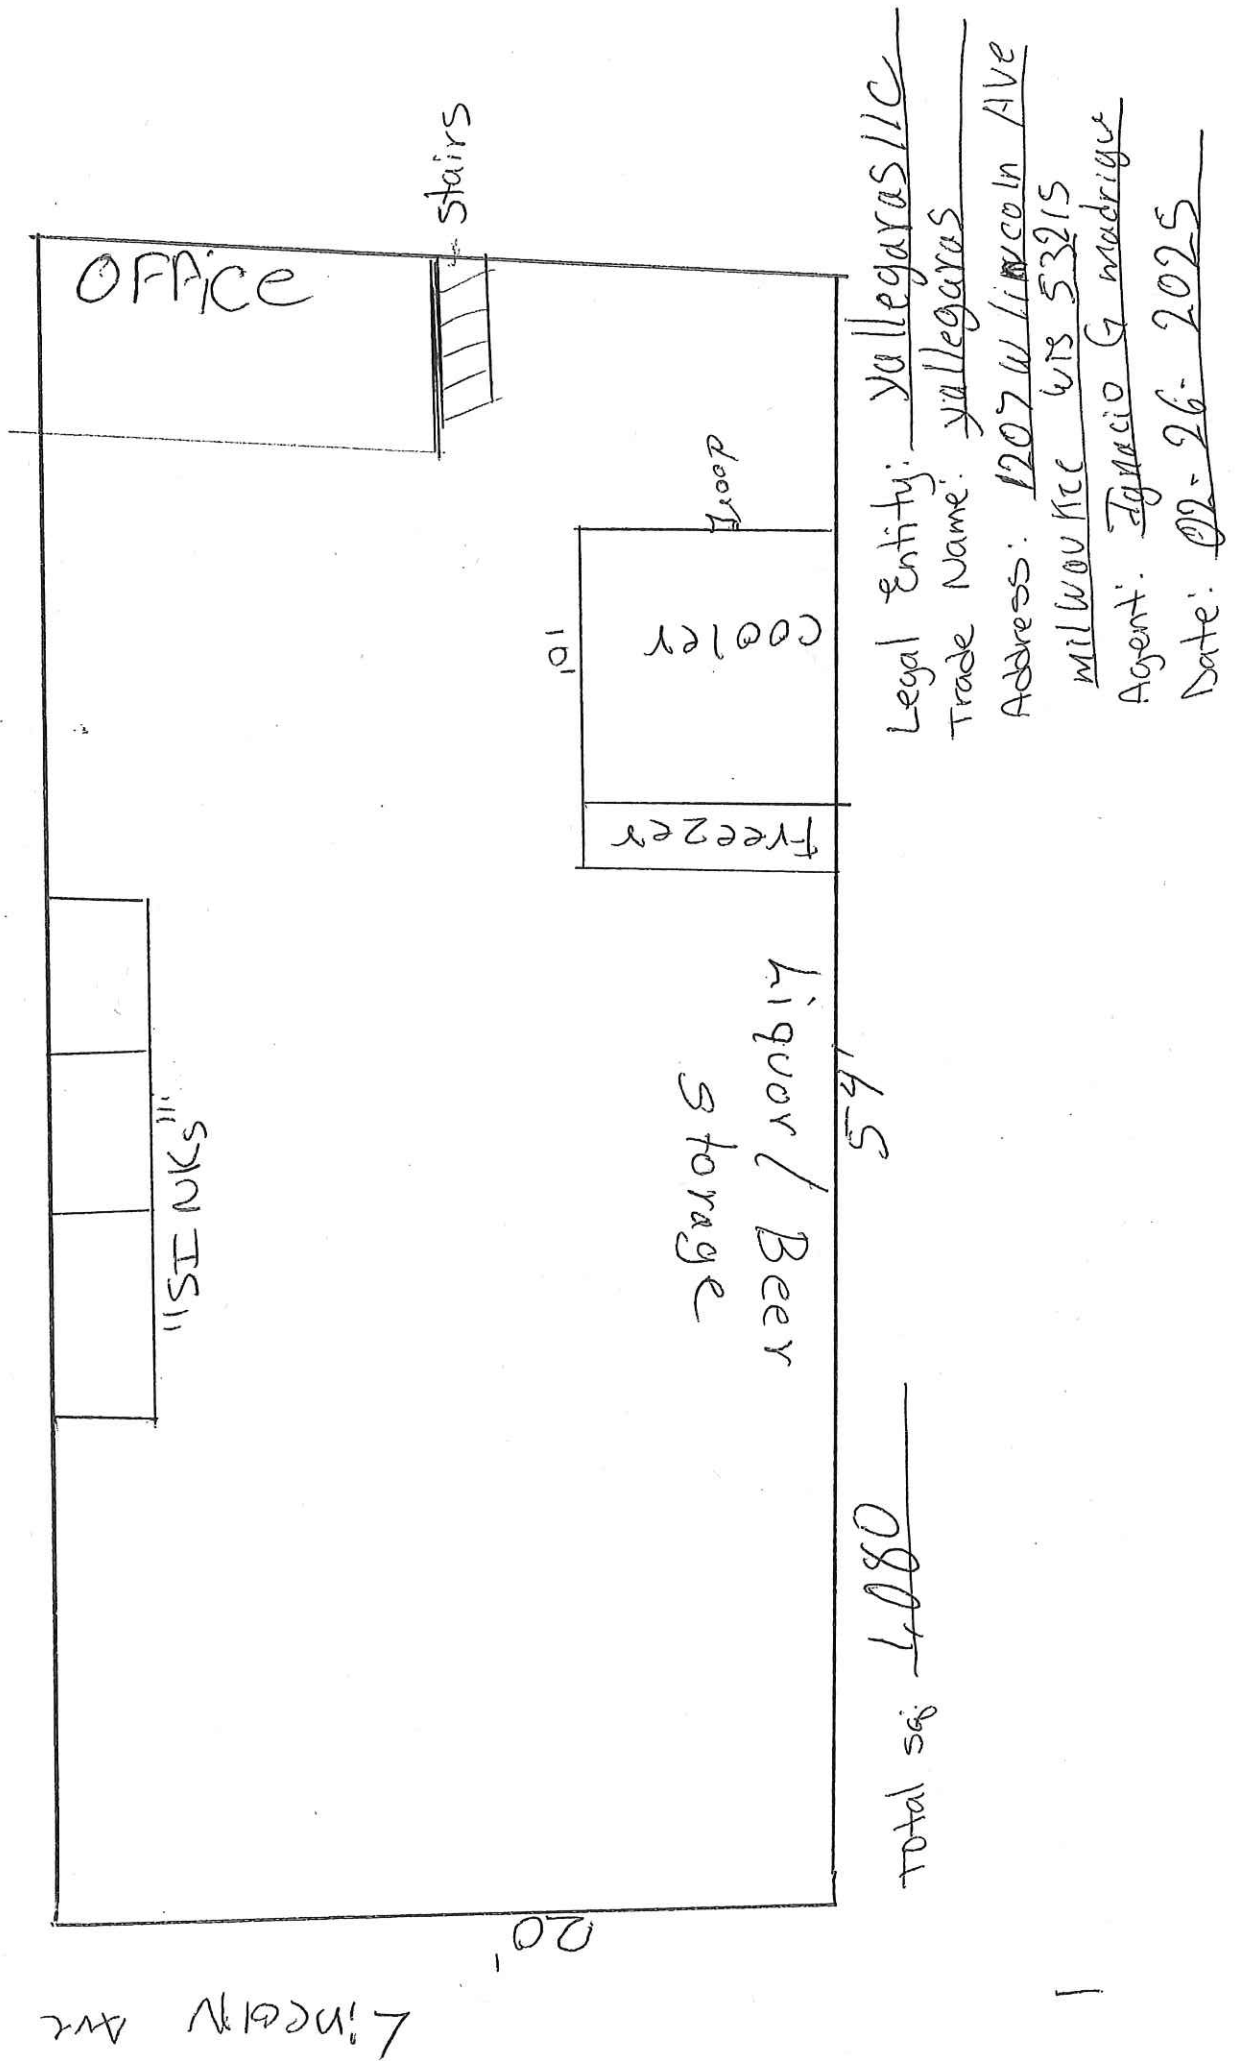 OFFice
stairs
door
10'
cooler
Freezer
"SINKs"
Liquor / Beer
storage
54'
20'
Lincoln Ave
Total sq. 1,080
Legal Entity: yallegaras LLC
Trade Name: yallegaras
Address: 1207 W Lincoln AVe
milwaukee wis 53215
Agent: Ignacio G madrigal
Date: 02-26-2025